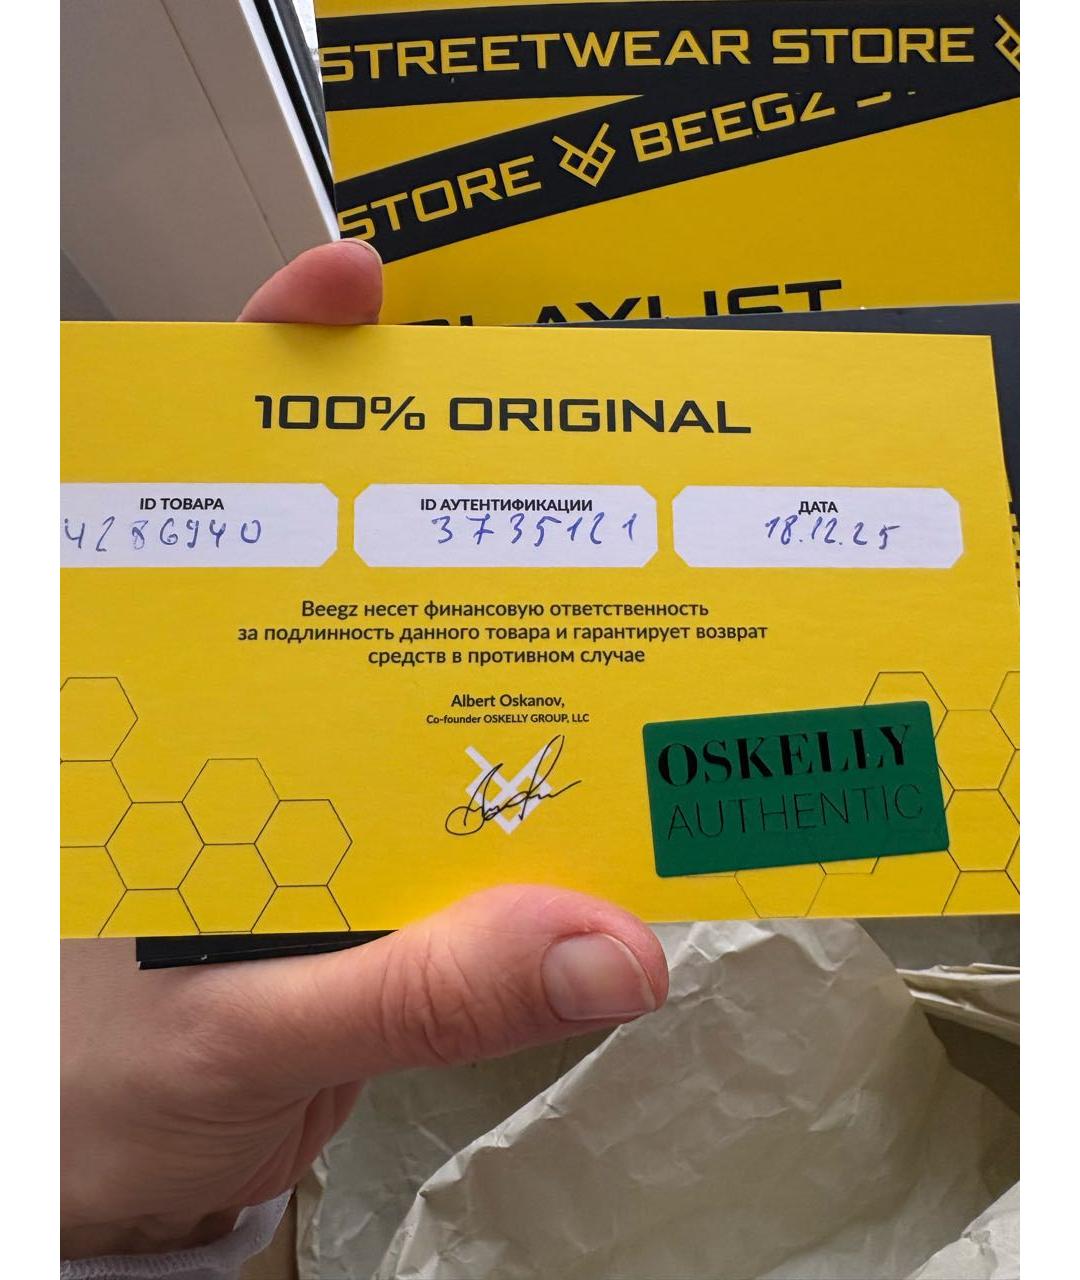 STREETWEAR STORE
STORE BEEGZ
PLAYLIST
100% ORIGINAL
ID ТОВАРА
4286940
ID АУТЕНТИФИКАЦИИ
3735121
ДАТА
18.12.25
Beegz несет финансовую ответственность
за подлинность данного товара и гарантирует возврат
средств в противном случае
Albert Oskanov,
Co-founder OSKELLY GROUP, LLC
OSKELLY
AUTHENTIC